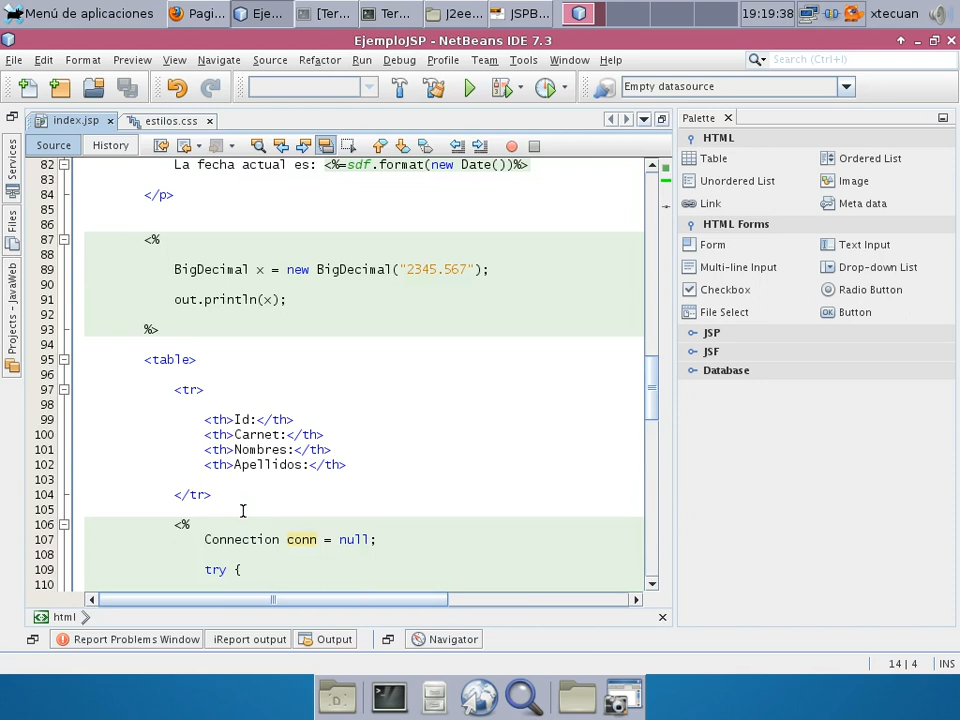 Menú de aplicaciones
Pagi...
Eje...
[Ter...
Ter...
J2ee...
JSPB...
19:19:38
xtecuan
EjemploJSP - NetBeans IDE 7.3
File Edit Format Preview View Navigate Source Refactor Run Debug Profile Team Tools Window Help
Search (Ctrl+I)
Empty datasource
index.jsp
estilos.css
Source History
Services
Files
Projects - JavaWeb
82 La fecha actual es: <%=sdf.format(new Date())%>
83
84 </p>
85
86
87 <%
88
89 BigDecimal x = new BigDecimal("2345.567");
90
91 out.println(x);
92
93 %>
94
95 <table>
96
97 <tr>
98
99 <th>Id:</th>
100 <th>Carnet:</th>
101 <th>Nombres:</th>
102 <th>Apellidos:</th>
103
104 </tr>
105
106 <%
107 Connection conn = null;
108
109 try {
110
html
Palette
HTML
Table Ordered List
Unordered List Image
Link Meta data
HTML Forms
Form Text Input
Multi-line Input Drop-down List
Checkbox Radio Button
File Select Button
JSP
JSF
Database
Report Problems Window iReport output Output Navigator
14 | 4 INS